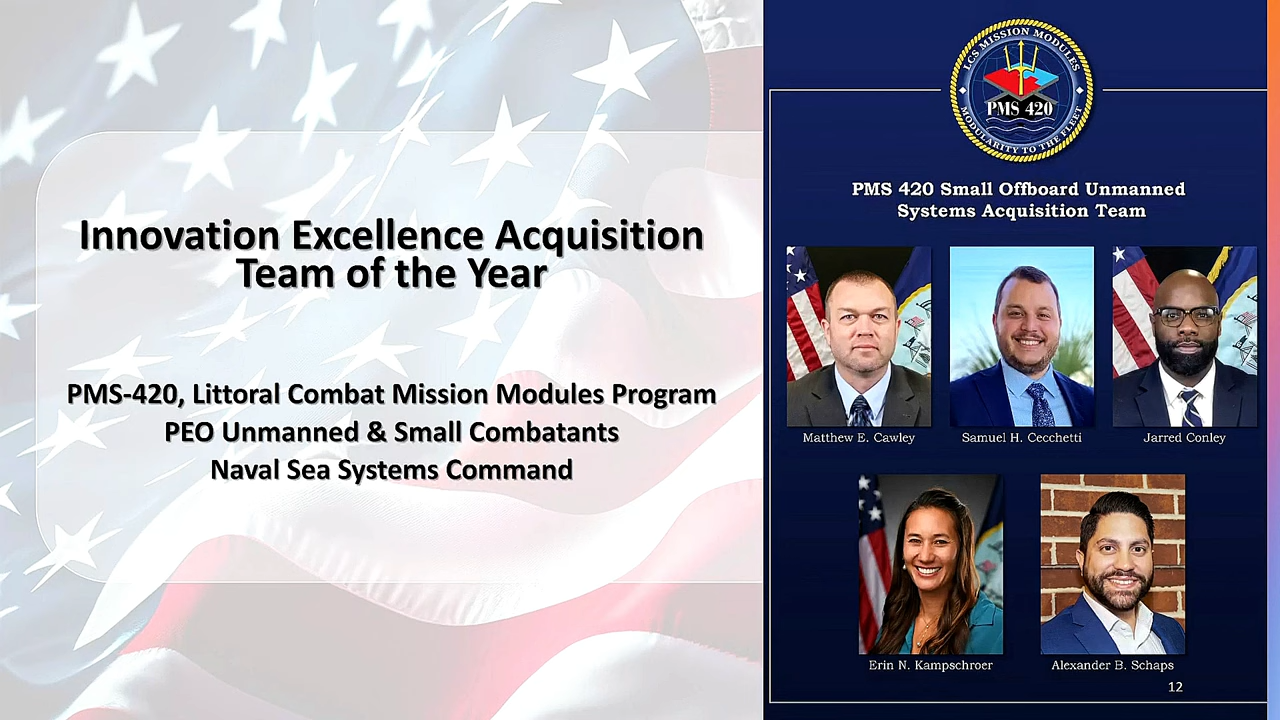 Innovation Excellence Acquisition
Team of the Year
PMS-420, Littoral Combat Mission Modules Program
PEO Unmanned & Small Combatants
Naval Sea Systems Command
LCS MISSION MODULES
PMS 420
MODULARITY TO THE FLEET
PMS 420 Small Offboard Unmanned
Systems Acquisition Team
Matthew E. Cawley
Samuel H. Cecchetti
Jarred Conley
Erin N. Kampschroer
Alexander B. Schaps
12